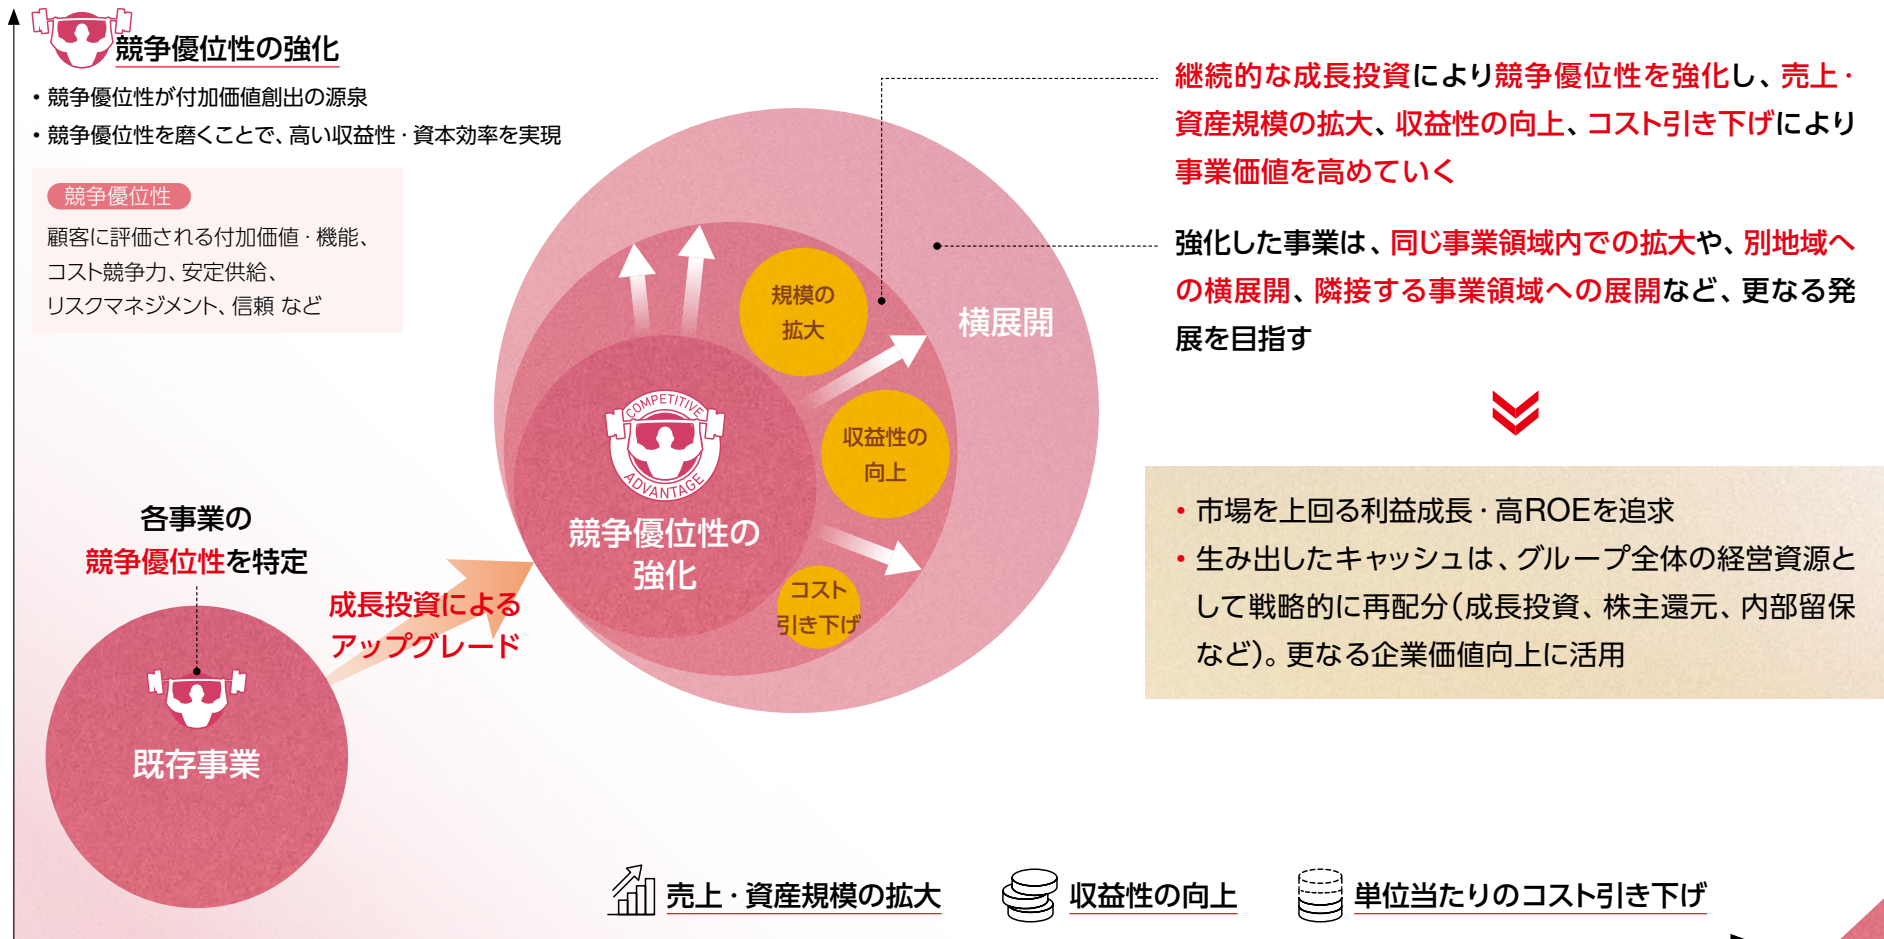 競争優位性の強化
・競争優位性が付加価値創出の源泉
・競争優位性を磨くことで、高い収益性・資本効率を実現
競争優位性
顧客に評価される付加価値・機能、
コスト競争力、安定供給、
リスクマネジメント、信頼 など
各事業の
競争優位性を特定
既存事業
成長投資による
アップグレード
COMPETITIVE
ADVANTAGE
競争優位性の
強化
規模の
拡大
収益性の
向上
コスト
引き下げ
横展開
継続的な成長投資により競争優位性を強化し、売上・
資産規模の拡大、収益性の向上、コスト引き下げにより
事業価値を高めていく
強化した事業は、同じ事業領域内での拡大や、別地域へ
の横展開、隣接する事業領域への展開など、更なる発
展を目指す
・市場を上回る利益成長・高ROEを追求
・生み出したキャッシュは、グループ全体の経営資源と
して戦略的に再配分（成長投資、株主還元、内部留保
など）。更なる企業価値向上に活用
売上・資産規模の拡大
収益性の向上
単位当たりのコスト引き下げ